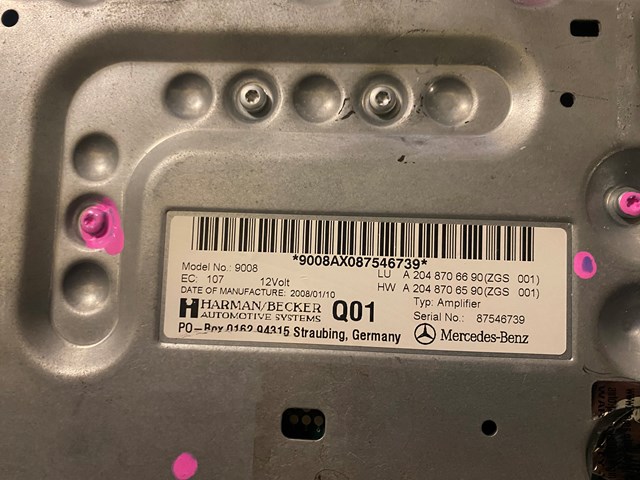 *9008AX087546739*
Model No.: 9008
EC: 107 12Volt
DATE OF MANUFACTURE: 2008/01/10
LU A 204 870 66 90(ZGS 001)
HW A 204 870 65 90(ZGS 001)
Typ: Amplifier
HARMAN/BECKER
AUTOMOTIVE SYSTEMS
Q01
Serial No.: 87546739
PO-Box 0162 94315 Straubing, Germany
Mercedes-Benz